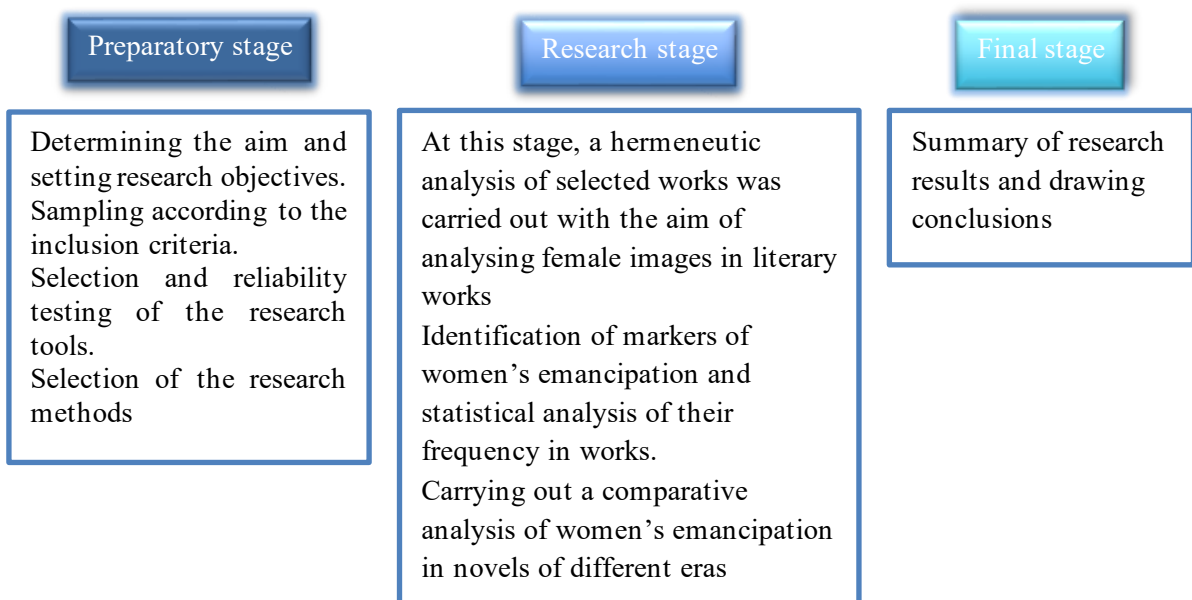 Preparatory stage
Determining the aim and
setting research objectives.
Sampling according to the
inclusion criteria.
Selection and reliability
testing of the research
tools.
Selection of the research
methods
Research stage
At this stage, a hermeneutic
analysis of selected works was
carried out with the aim of
analysing female images in literary
works
Identification of markers of
women’s emancipation and
statistical analysis of their
frequency in works.
Carrying out a comparative
analysis of women’s emancipation
in novels of different eras
Final stage
Summary of research
results and drawing
conclusions